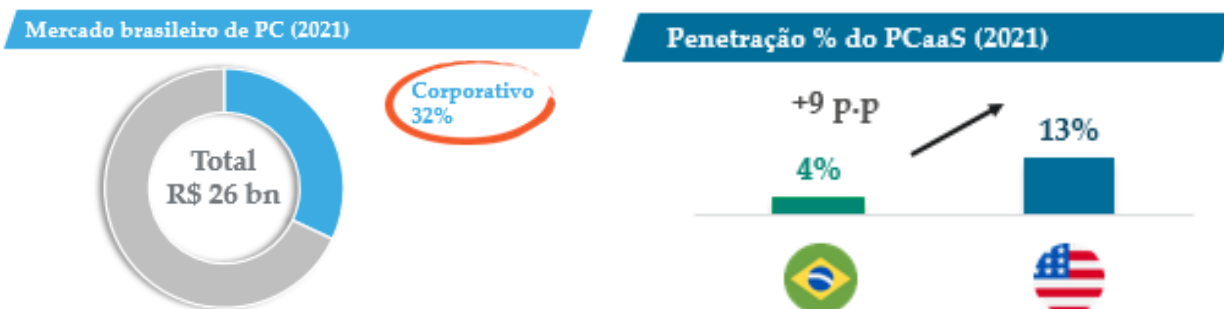 Mercado brasileiro de PC (2021)
Corporativo
32%
Total
R$ 26 bn
Penetração % do PCaaS (2021)
+9 p.p
13%
4%